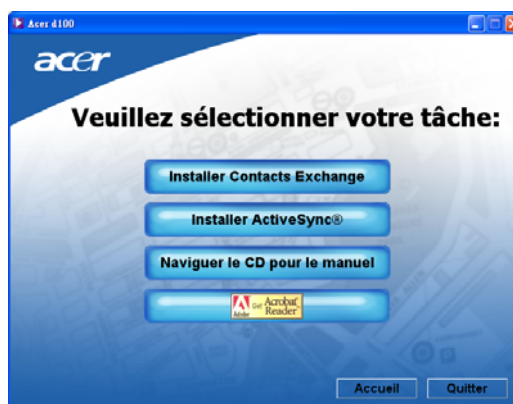 Acer d100
acer
Veuillez sélectionner votre tâche:
Installer Contacts Exchange
Installer ActiveSync®
Naviguer le CD pour le manuel
Adobe Get Acrobat Reader
Accueil Quitter